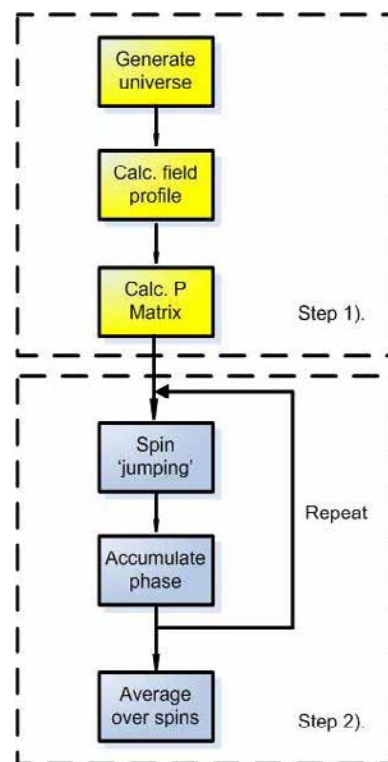 Generate
universe
Calc. field
profile
Calc. P
Matrix
Step 1).
Spin
'jumping'
Repeat
Accumulate
phase
Average
over spins
Step 2).